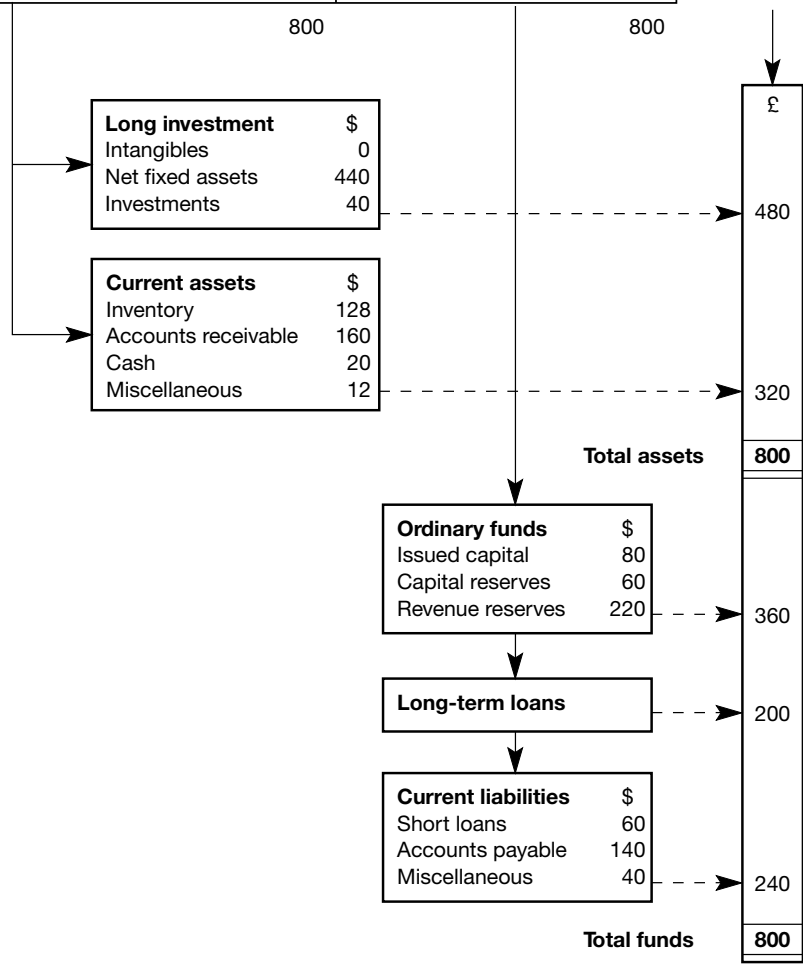 800 800
£
Long investment $
Intangibles 0
Net fixed assets 440
Investments 40
480
Current assets $
Inventory 128
Accounts receivable 160
Cash 20
Miscellaneous 12
320
Total assets 800
Ordinary funds $
Issued capital 80
Capital reserves 60
Revenue reserves 220
360
Long-term loans 200
Current liabilities $
Short loans 60
Accounts payable 140
Miscellaneous 40
240
Total funds 800